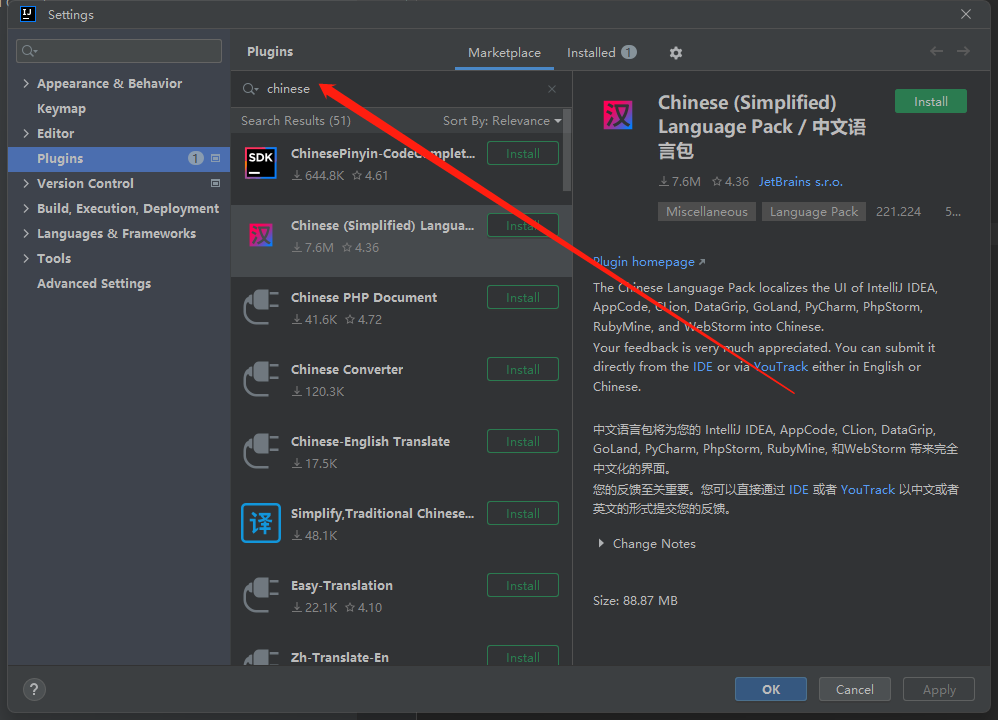 Settings
Appearance & Behavior
Keymap
Editor
Plugins 1
Version Control
Build, Execution, Deployment
Languages & Frameworks
Tools
Advanced Settings
Plugins
Marketplace
Installed 1
chinese
Search Results (51)
Sort By: Relevance
SDK
ChinesePinyin-CodeComplet...
Install
644.8K 4.61
汉
Chinese (Simplified) Langua...
Install
7.6M 4.36
Chinese PHP Document
Install
41.6K 4.72
Chinese Converter
Install
120.3K
Chinese-English Translate
Install
17.5K
译
Simplify,Traditional Chinese...
Install
48.1K
Easy-Translation
Install
22.1K 4.10
Zh-Translate-En
Install
汉
Chinese (Simplified)
Language Pack / 中文语
言包
Install
7.6M 4.36 JetBrains s.r.o.
Miscellaneous Language Pack 221.224 5...
Plugin homepage
The Chinese Language Pack localizes the UI of IntelliJ IDEA,
AppCode, CLion, DataGrip, GoLand, PyCharm, PhpStorm,
RubyMine, and WebStorm into Chinese.
Your feedback is very much appreciated. You can submit it
directly from the IDE or via YouTrack either in English or
Chinese.
中文语言包将为您的 IntelliJ IDEA, AppCode, CLion, DataGrip,
GoLand, PyCharm, PhpStorm, RubyMine, 和WebStorm 带来完全
中文化的界面。
您的反馈至关重要。您可以直接通过 IDE 或者 YouTrack 以中文或者
英文的形式提交您的反馈。
Change Notes
Size: 88.87 MB
?
OK
Cancel
Apply